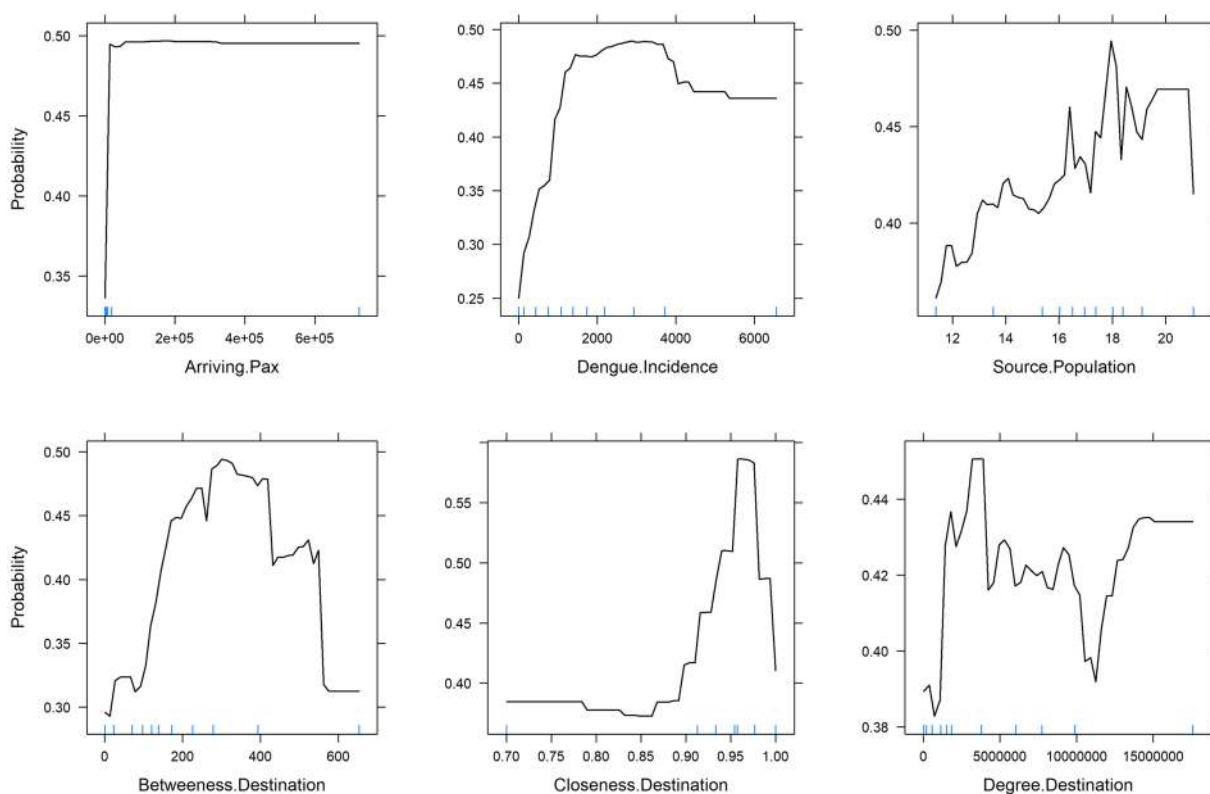 0.50
0.45
0.40
0.35
Probability
0e+00 2e+05 4e+05 6e+05
Arriving.Pax
0.50
0.45
0.40
0.35
0.30
0.25
0 2000 4000 6000
Dengue.Incidence
0.50
0.45
0.40
12 14 16 18 20
Source.Population
0.50
0.45
0.40
0.35
0.30
Probability
0 200 400 600
Betweeness.Destination
0.55
0.50
0.45
0.40
0.70 0.75 0.80 0.85 0.90 0.95 1.00
Closeness.Destination
0.44
0.42
0.40
0.38
0 5000000 10000000 15000000
Degree.Destination